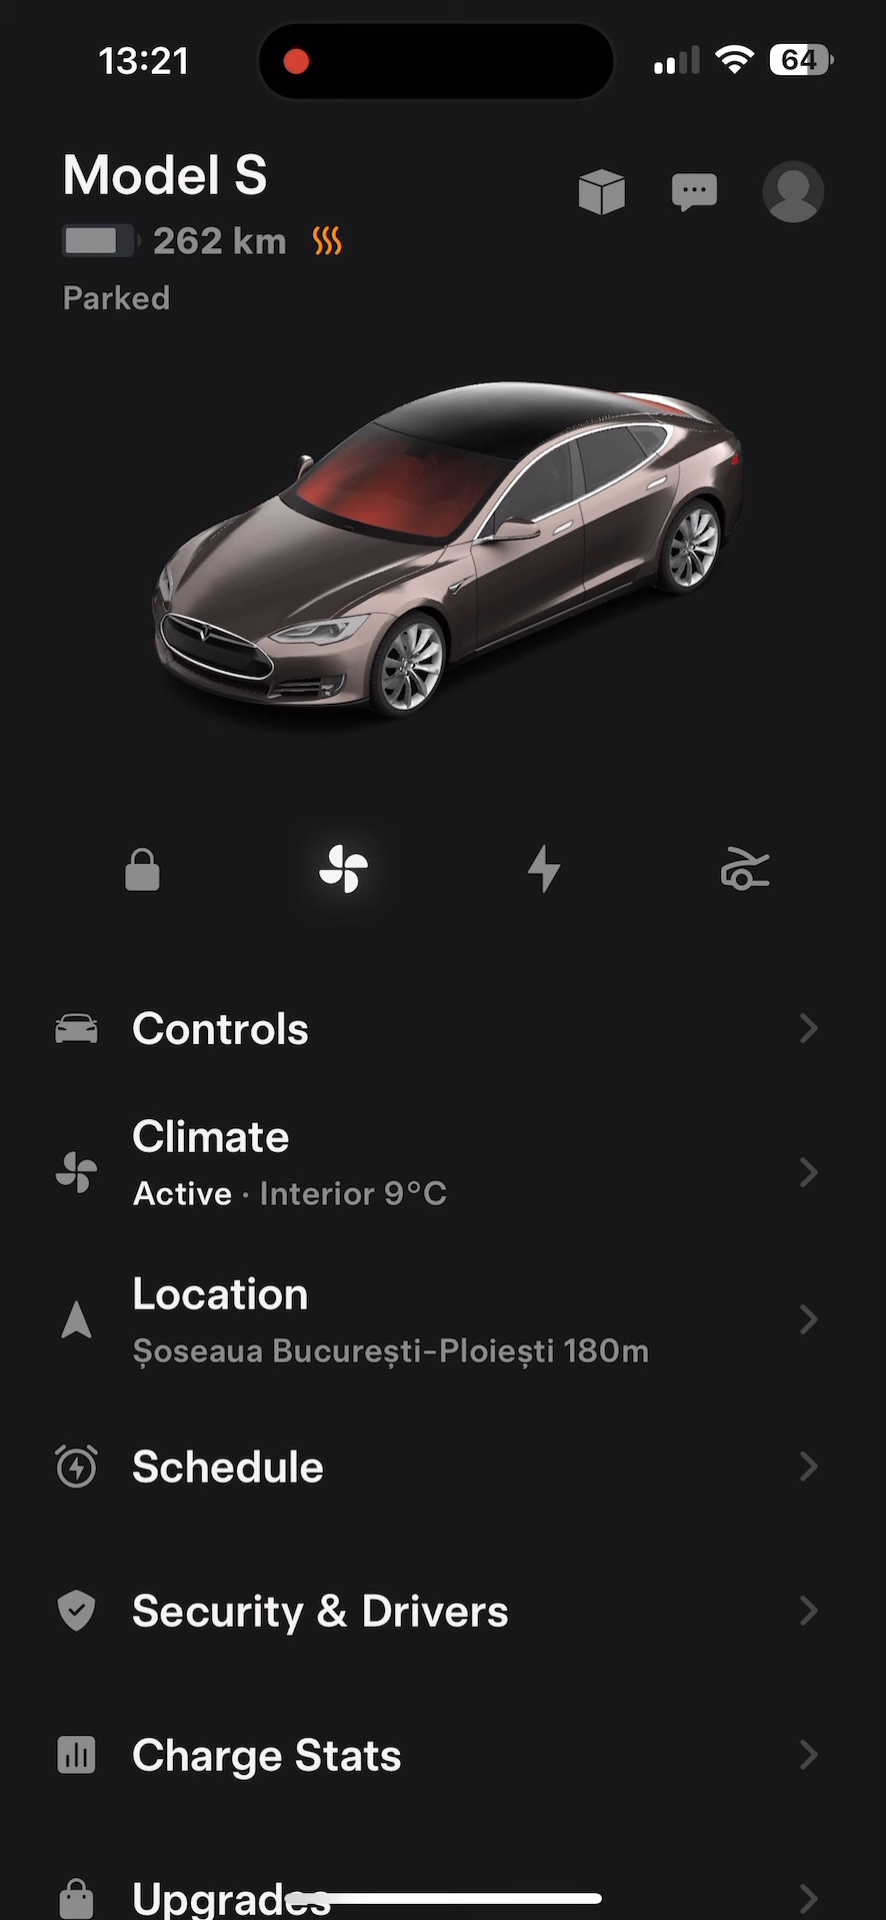 13:21
64
Model S
262 km
Parked
Controls
Climate
Active · Interior 9°C
Location
Șoseaua București-Ploiești 180m
Schedule
Security & Drivers
Charge Stats
Upgrades